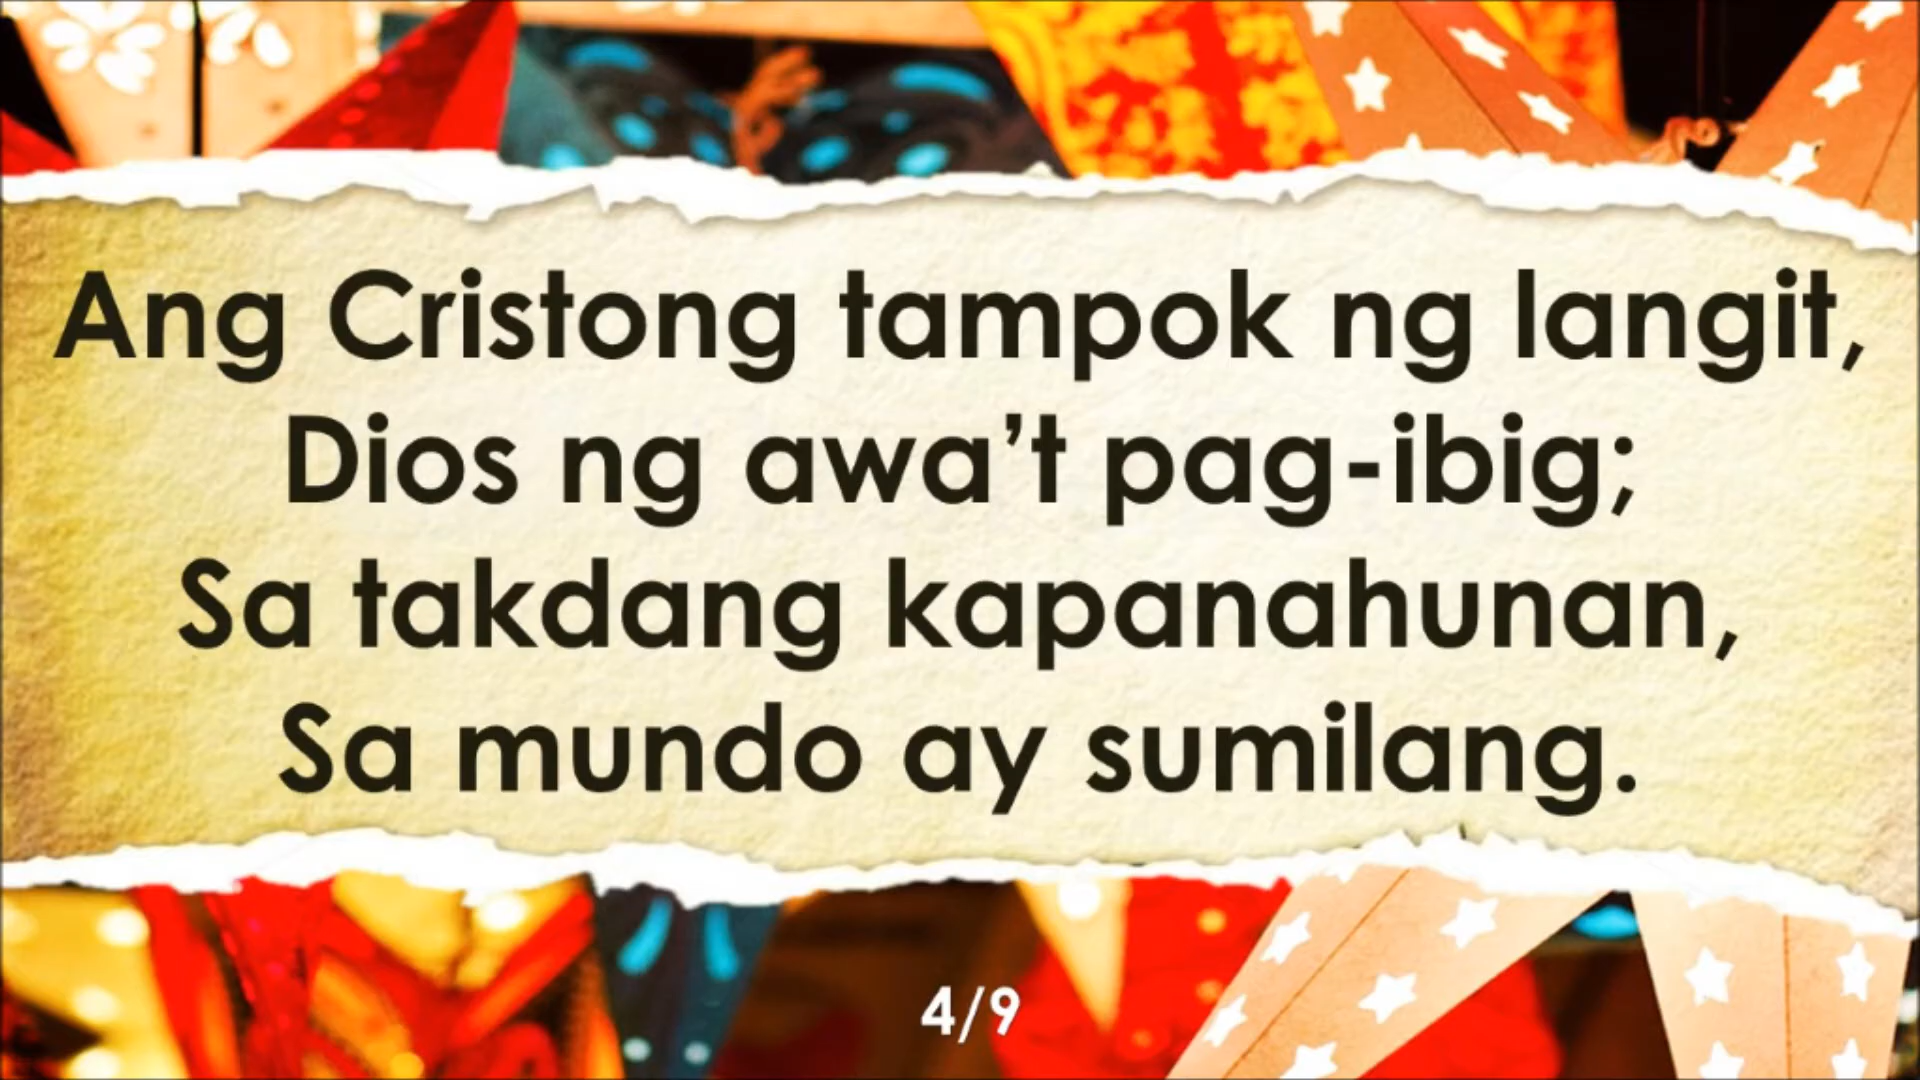 Ang Cristong tampok ng langit,
Dios ng awa’t pag-ibig;
Sa takdang kapanahunan,
Sa mundo ay sumilang.
4/9